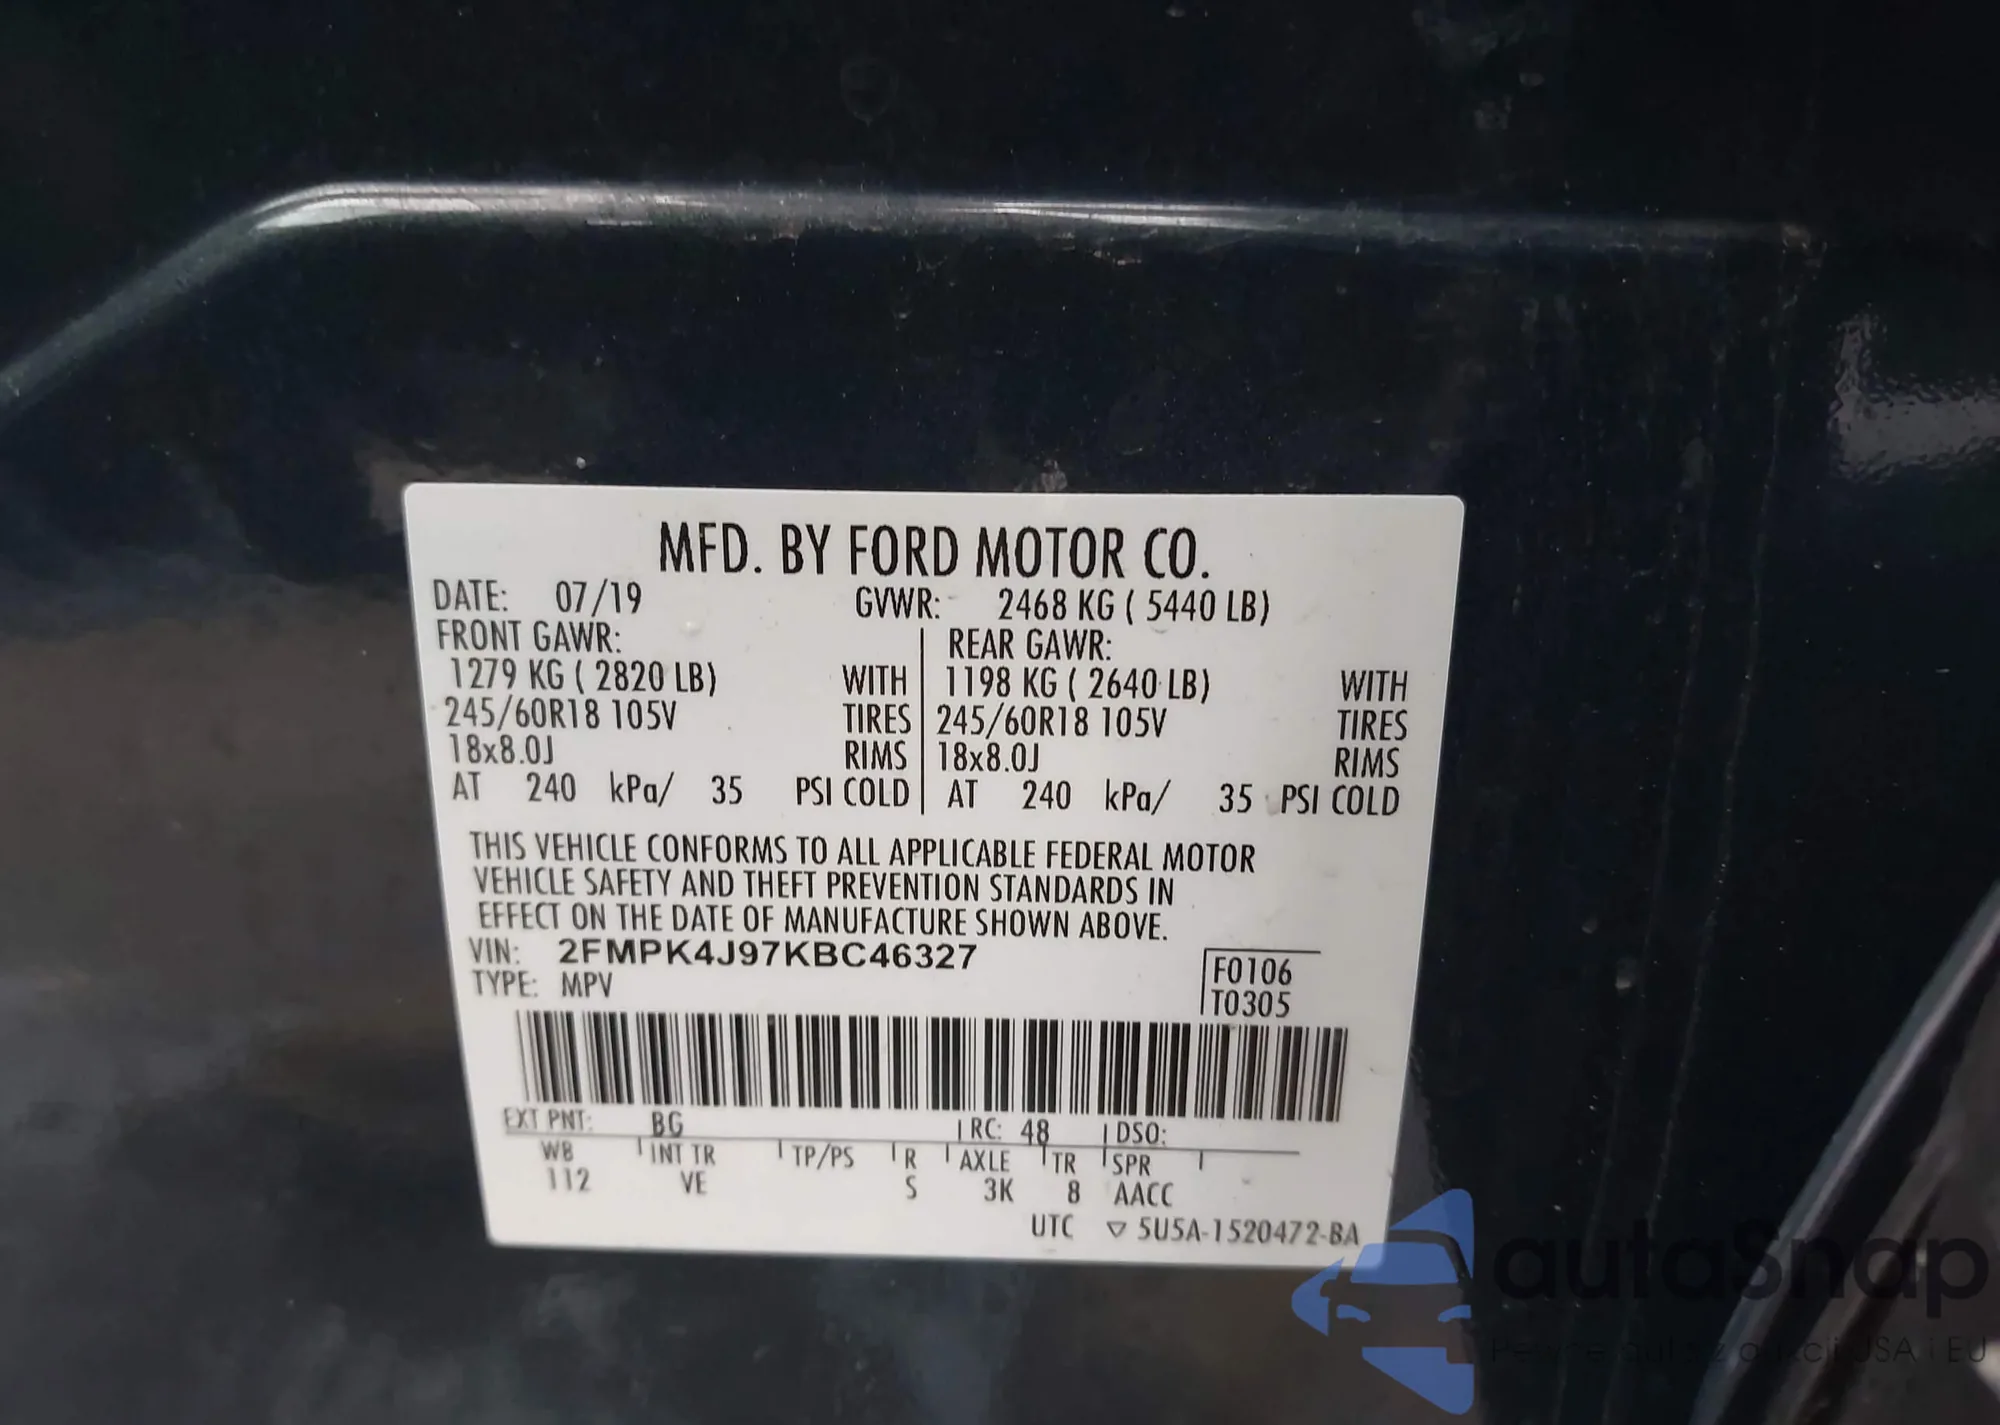 MFD. BY FORD MOTOR CO.
DATE: 07/19 GVWR: 2468 KG ( 5440 LB)
FRONT GAWR: REAR GAWR:
1279 KG ( 2820 LB) WITH 1198 KG ( 2640 LB) WITH
245/60R18 105V TIRES 245/60R18 105V TIRES
18x8.0J RIMS 18x8.0J RIMS
AT 240 kPa/ 35 PSI COLD AT 240 kPa/ 35 PSI COLD
THIS VEHICLE CONFORMS TO ALL APPLICABLE FEDERAL MOTOR
VEHICLE SAFETY AND THEFT PREVENTION STANDARDS IN
EFFECT ON THE DATE OF MANUFACTURE SHOWN ABOVE.
VIN: 2FMPK4J97KBC46327
TYPE: MPV
F0106
T0305
EXT PNT: BG RC: 48 DSO:
WB INT TR TP/PS R AXLE TR SPR
112 VE S 3K 8 AACC
UTC ▽ 5U5A-1520472-BA
autaSnap
USA i EU